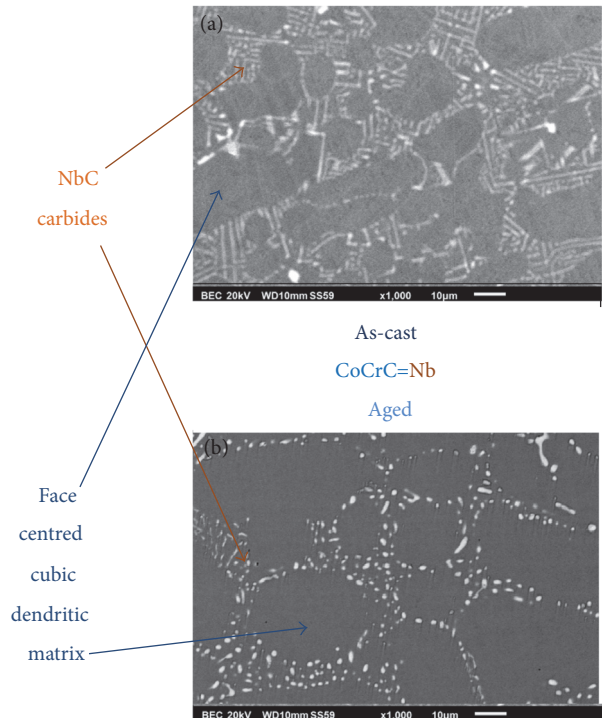 (a)
NbC
carbides
BEC 20kV WD10mm SS59 x1,000 10µm
As-cast
CoCrC=Nb
Aged
(b)
Face
centred
cubic
dendritic
matrix
BEC 20kV WD10mm SS59 x1,000 10µm